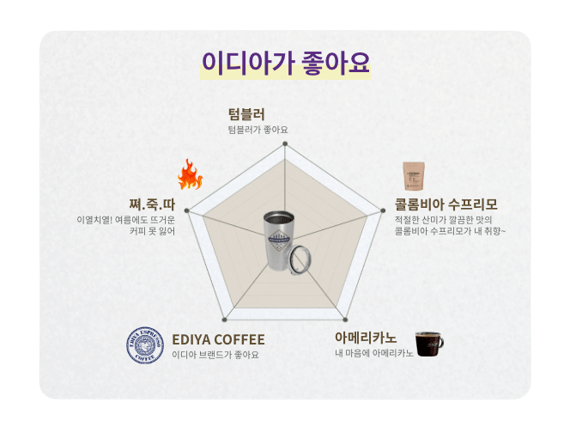 이디아가 좋아요
텀블러
텀블러가 좋아요
쪄.죽.따
이열치열! 여름에도 뜨거운
커피 못 잃어
콜롬비아 수프리모
적절한 산미가 깔끔한 맛의
콜롬비아 수프리모가 내 취향~
EDIYA ESPRESSO
COFFEE
EDIYA COFFEE
이디아 브랜드가 좋아요
아메리카노
내 마음에 아메리카노